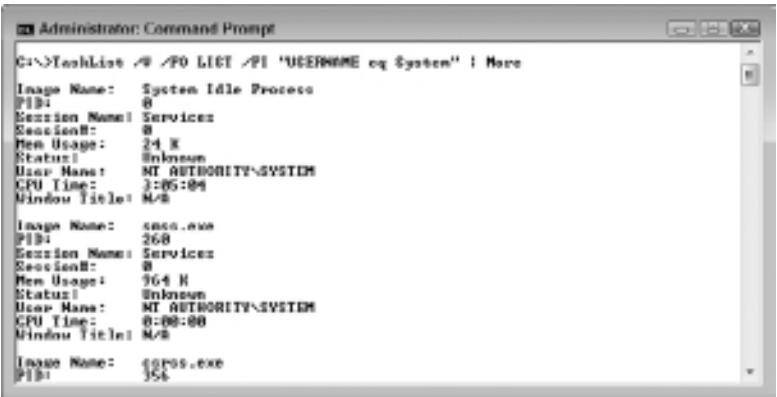 Administrator: Command Prompt
C:\>TaskList /V /FO LIST /FI "USERNAME eq System" | More
Image Name: System Idle Process
PID: 0
Session Name: Services
Session#: 0
Mem Usage: 24 K
Status: Unknown
User Name: NT AUTHORITY\SYSTEM
CPU Time: 3:05:04
Window Title: N/A
Image Name: smss.exe
PID: 260
Session Name: Services
Session#: 0
Mem Usage: 964 K
Status: Unknown
User Name: NT AUTHORITY\SYSTEM
CPU Time: 0:00:00
Window Title: N/A
Image Name: csrss.exe
PID: 356